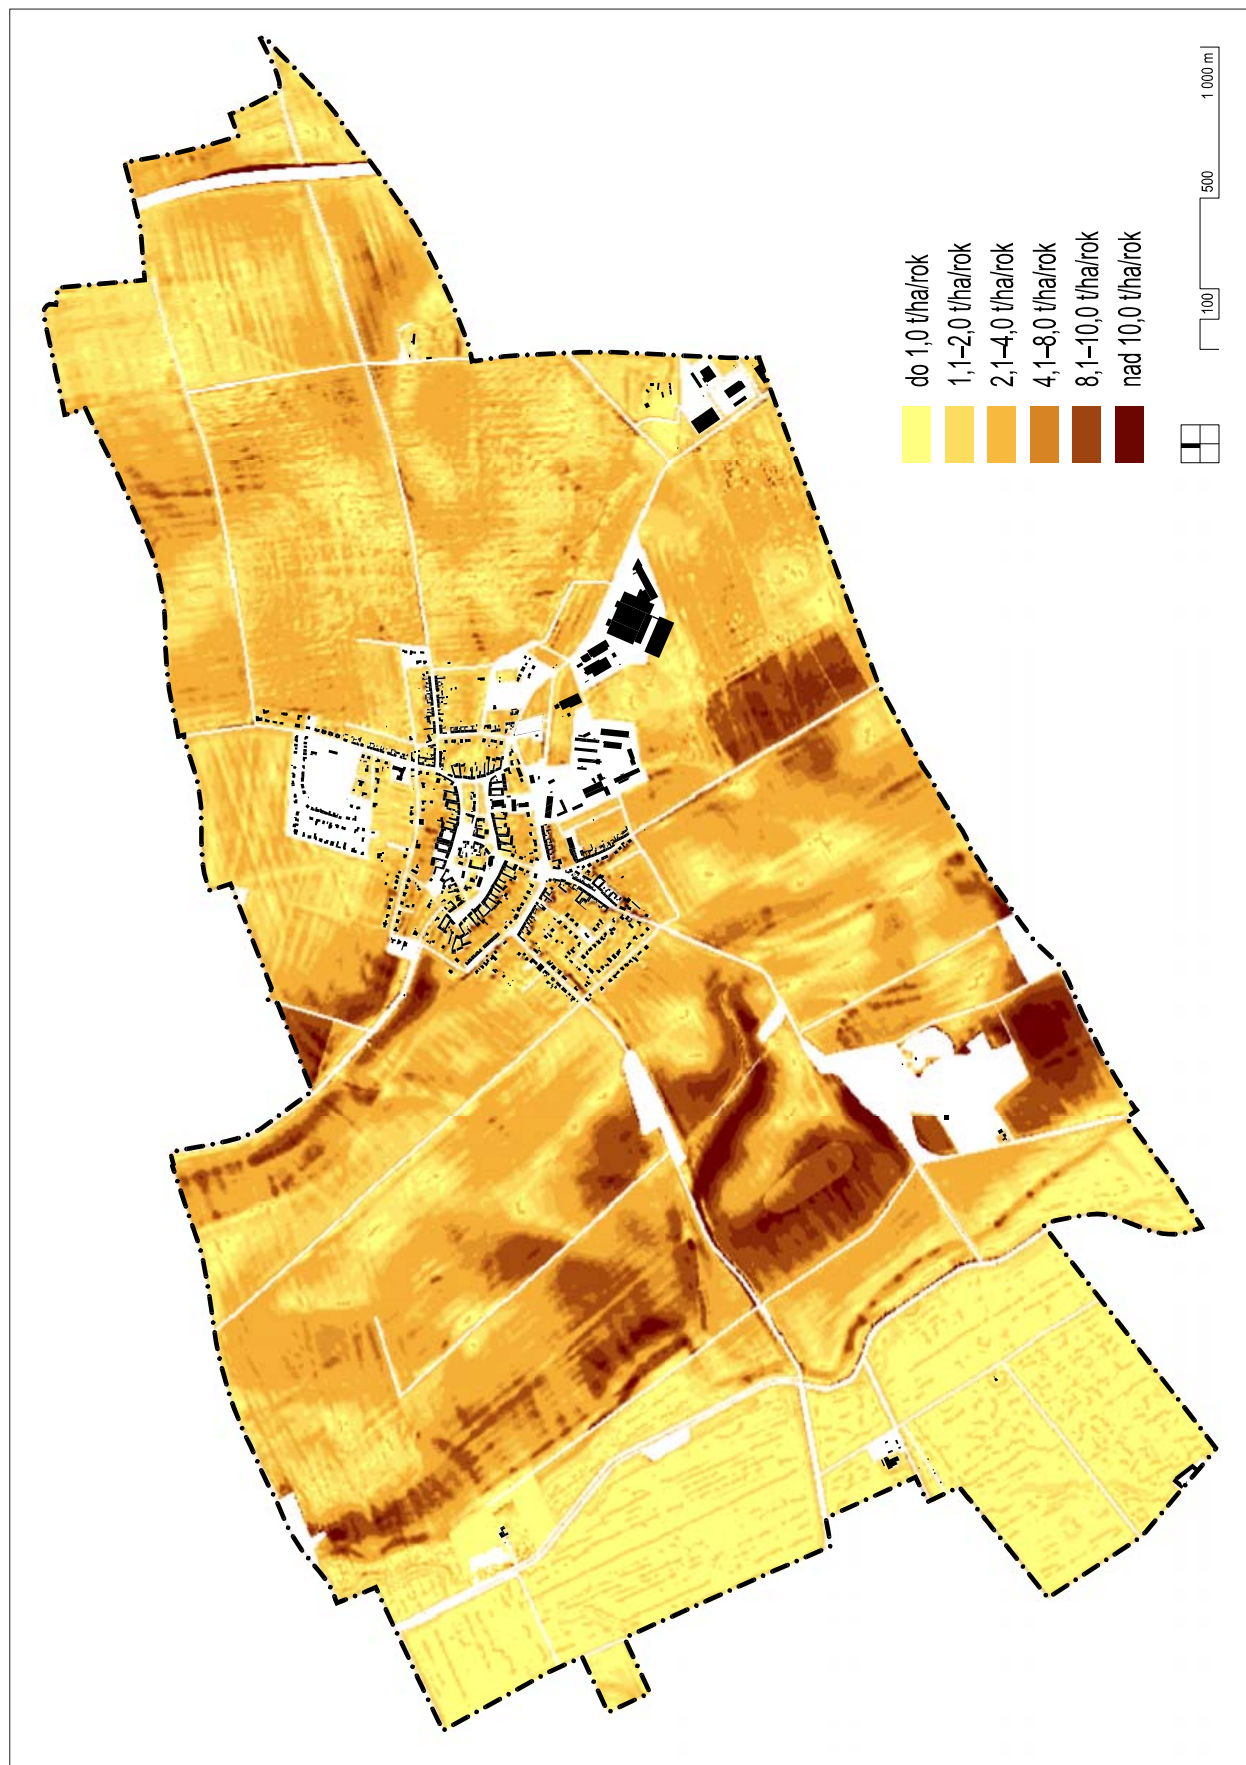 do 1,0 t/ha/rok
1,1–2,0 t/ha/rok
2,1–4,0 t/ha/rok
4,1–8,0 t/ha/rok
8,1–10,0 t/ha/rok
nad 10,0 t/ha/rok
100
500
1 000 m